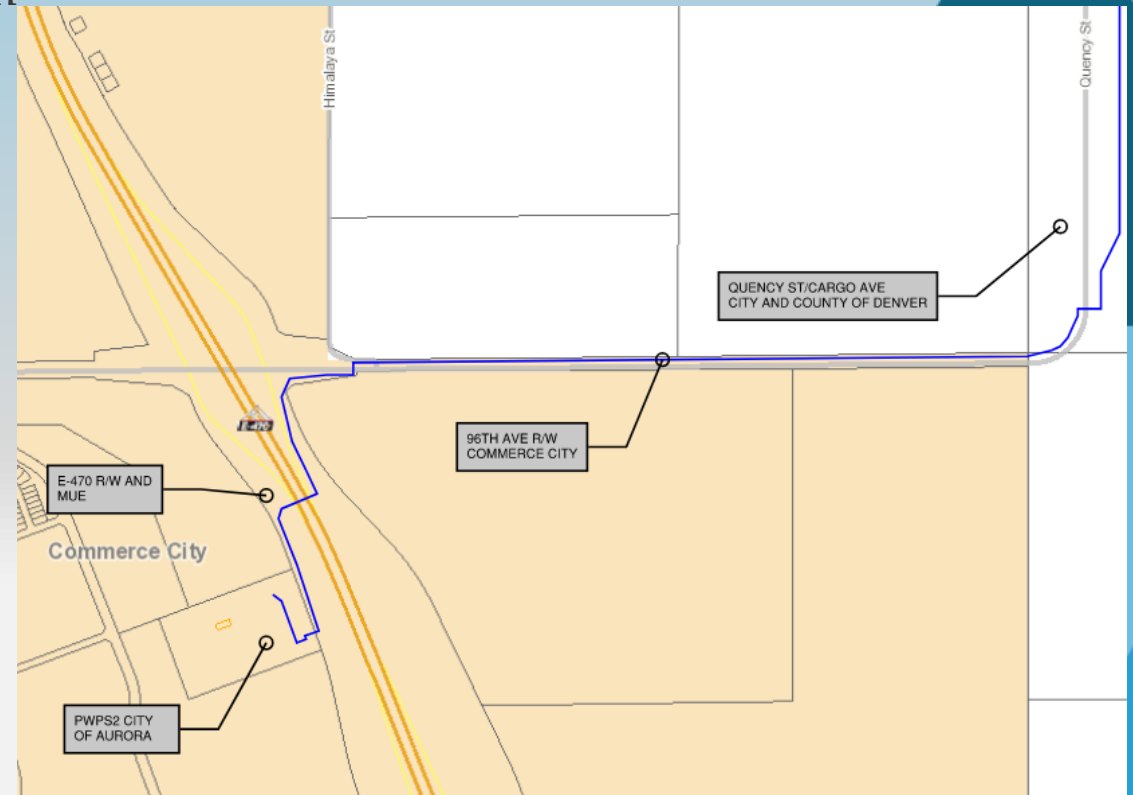 Himalaya St
Quency St
QUENCY ST/CARGO AVE
CITY AND COUNTY OF DENVER
E-470
96TH AVE R/W
COMMERCE CITY
E-470 R/W AND
MUE
Commerce City
PWPS2 CITY
OF AURORA